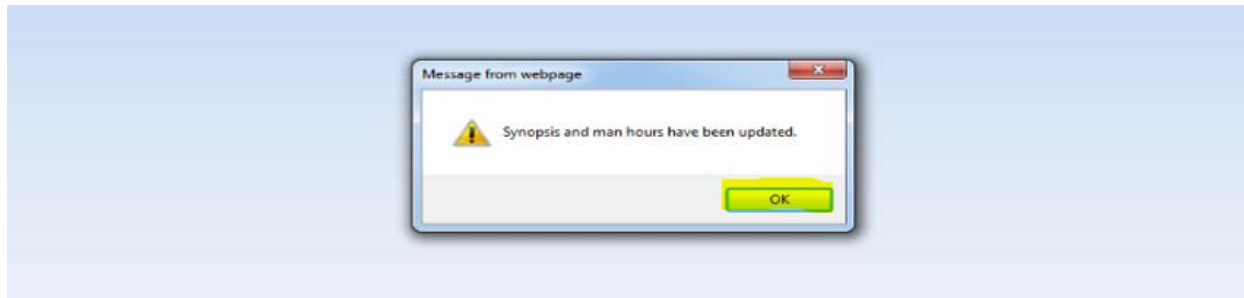 Message from webpage
Synopsis and man hours have been updated.
OK